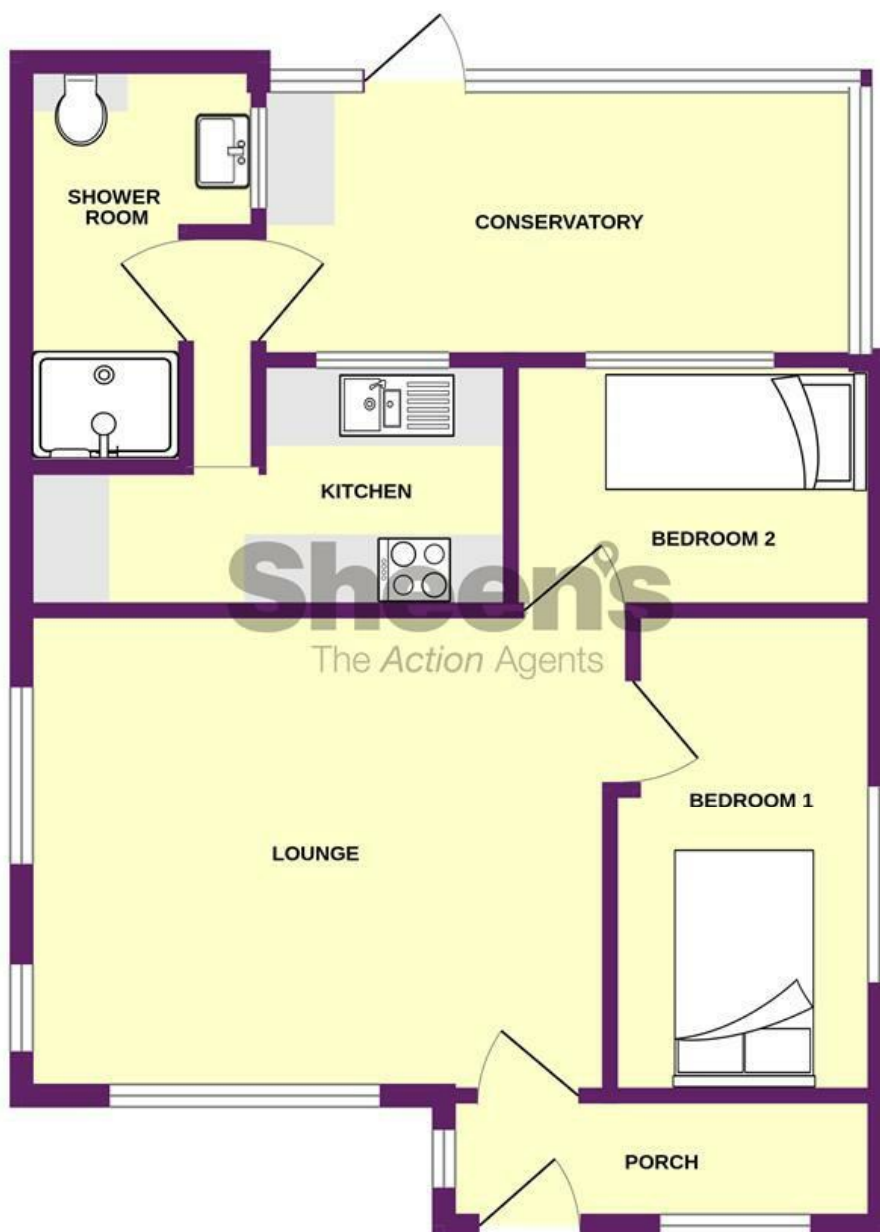 SHOWER
ROOM
CONSERVATORY
KITCHEN
BEDROOM 2
Sheen's
The Action Agents
BEDROOM 1
LOUNGE
PORCH